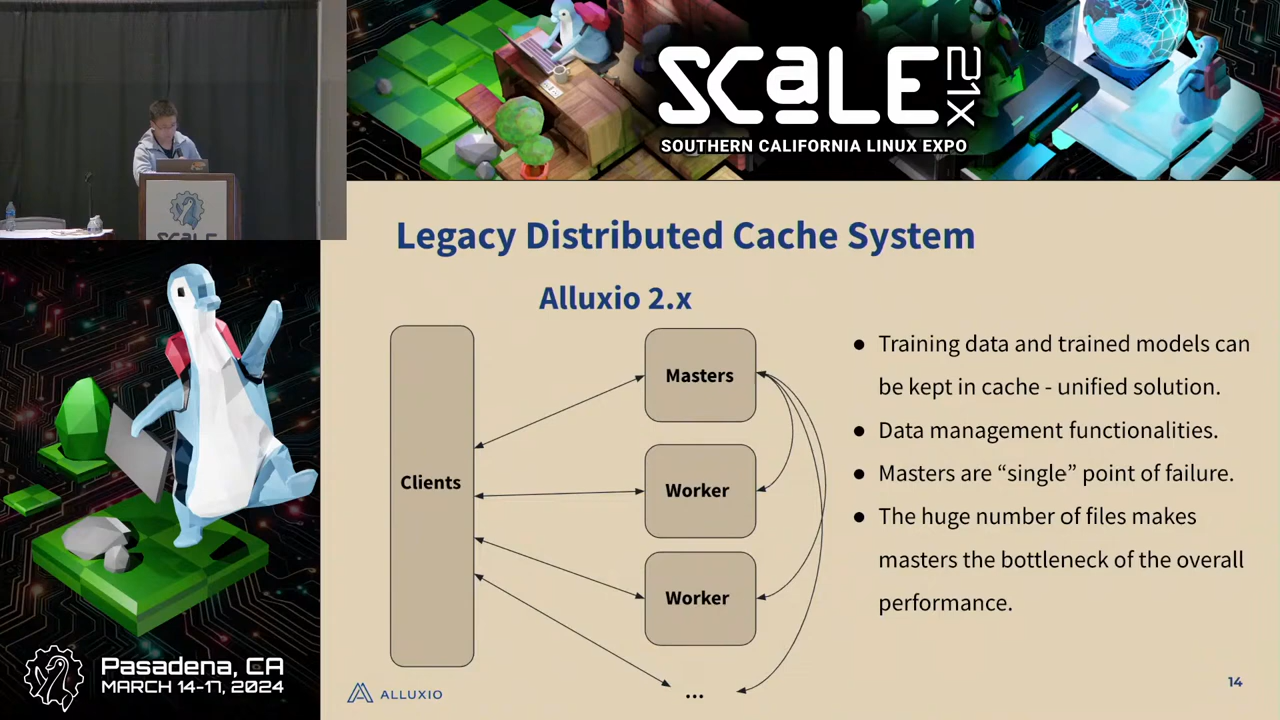 SCALE 21X
SOUTHERN CALIFORNIA LINUX EXPO
SCALE
Legacy Distributed Cache System
Alluxio 2.x
Clients
Masters
Worker
Worker
...
● Training data and trained models can
be kept in cache - unified solution.
● Data management functionalities.
● Masters are “single” point of failure.
● The huge number of files makes
masters the bottleneck of the overall
performance.
Pasadena, CA
MARCH 14-17, 2024
ALLUXIO
14